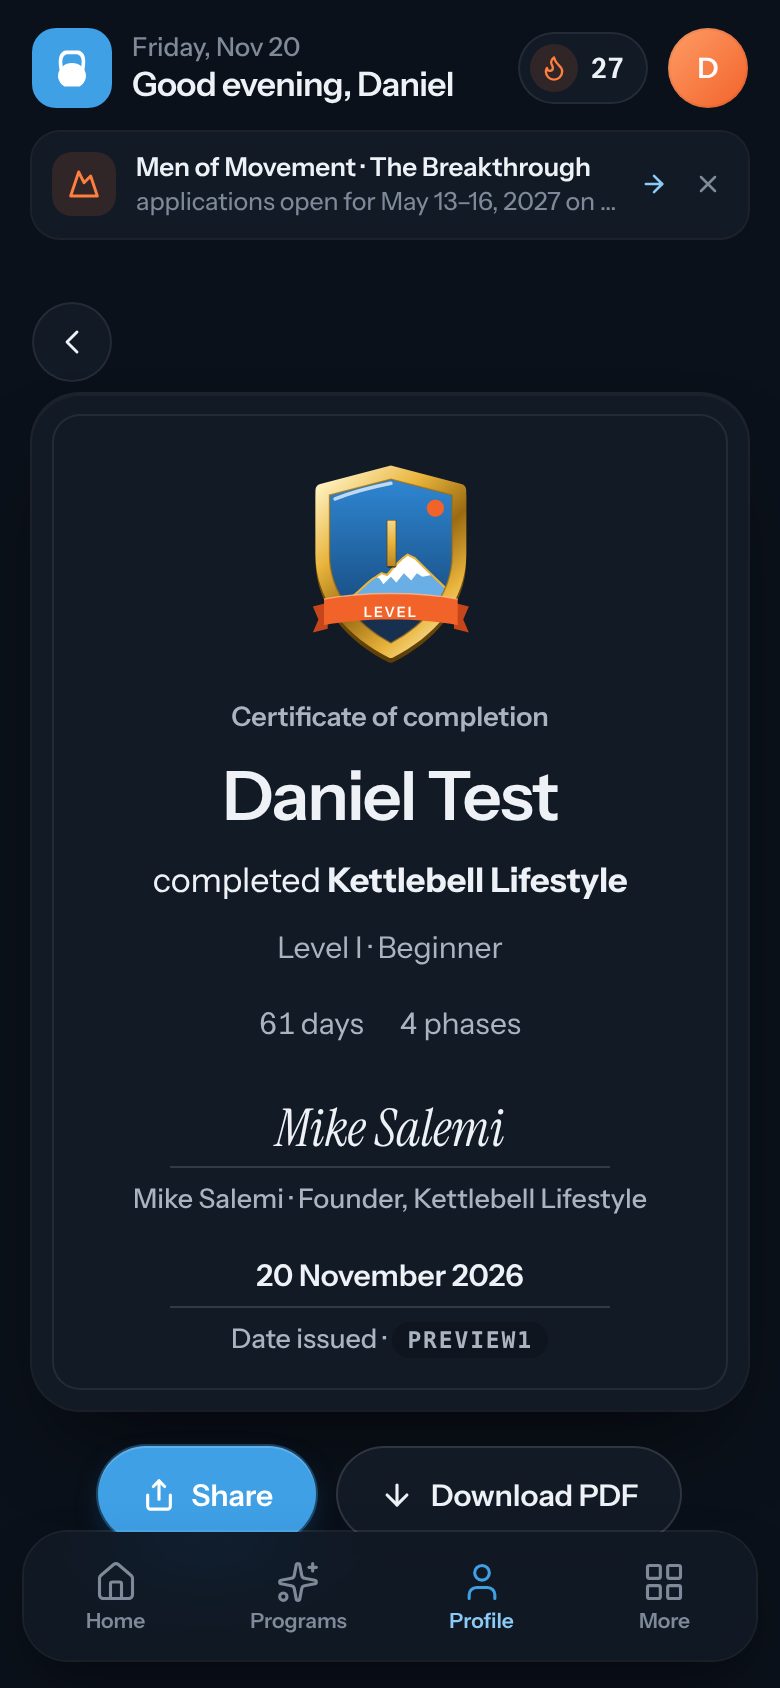 Friday, Nov 20
Good evening, Daniel
27
D
Men of Movement · The Breakthrough
applications open for May 13–16, 2027 on ...
I
LEVEL
Certificate of completion
Daniel Test
completed Kettlebell Lifestyle
Level I · Beginner
61 days 4 phases
Mike Salemi
Mike Salemi · Founder, Kettlebell Lifestyle
20 November 2026
Date issued · PREVIEW1
Share
Download PDF
Home
Programs
Profile
More